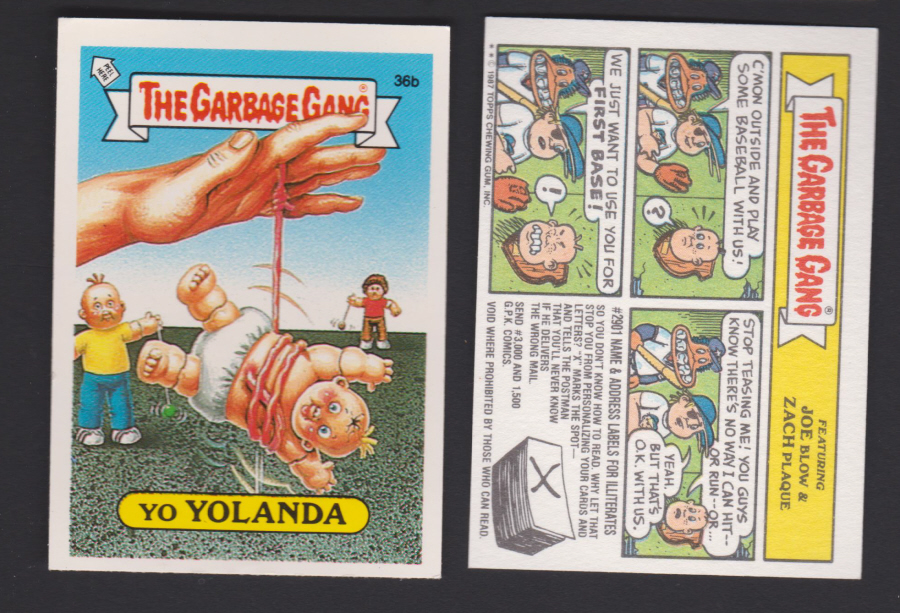 PEEL
HERE
36b
THE GARBAGE GANG®
YO YOLANDA
THE GARBAGE GANG®
FEATURING
JOE BLOW &
ZACH PLAQUE
C'MON OUTSIDE AND PLAY
SOME BASEBALL WITH US!
?
STOP TEASING ME! YOU GUYS
KNOW THERE'S NO WAY I CAN HIT--
OR RUN--OR...
YEAH,
BUT THAT'S
O.K. WITH US.
WE JUST WANT TO USE YOU FOR
FIRST BASE!
!
#2901 NAME & ADDRESS LABELS FOR ILLITERATES
SO YOU DON'T KNOW HOW TO READ. WHY LET THAT
STOP YOU FROM PERSONALIZING YOUR CARDS AND
LETTERS? "X" MARKS THE SPOT—
AND TELLS THE POSTMAN
THAT YOU'LL NEVER KNOW
IF HE DELIVERS
THE WRONG MAIL.
SEND #3,000 AND 1,500
G.P.K. COMICS.
VOID WHERE PROHIBITED BY THOSE WHO CAN READ.
X
* * © 1987 TOPPS CHEWING GUM, INC.